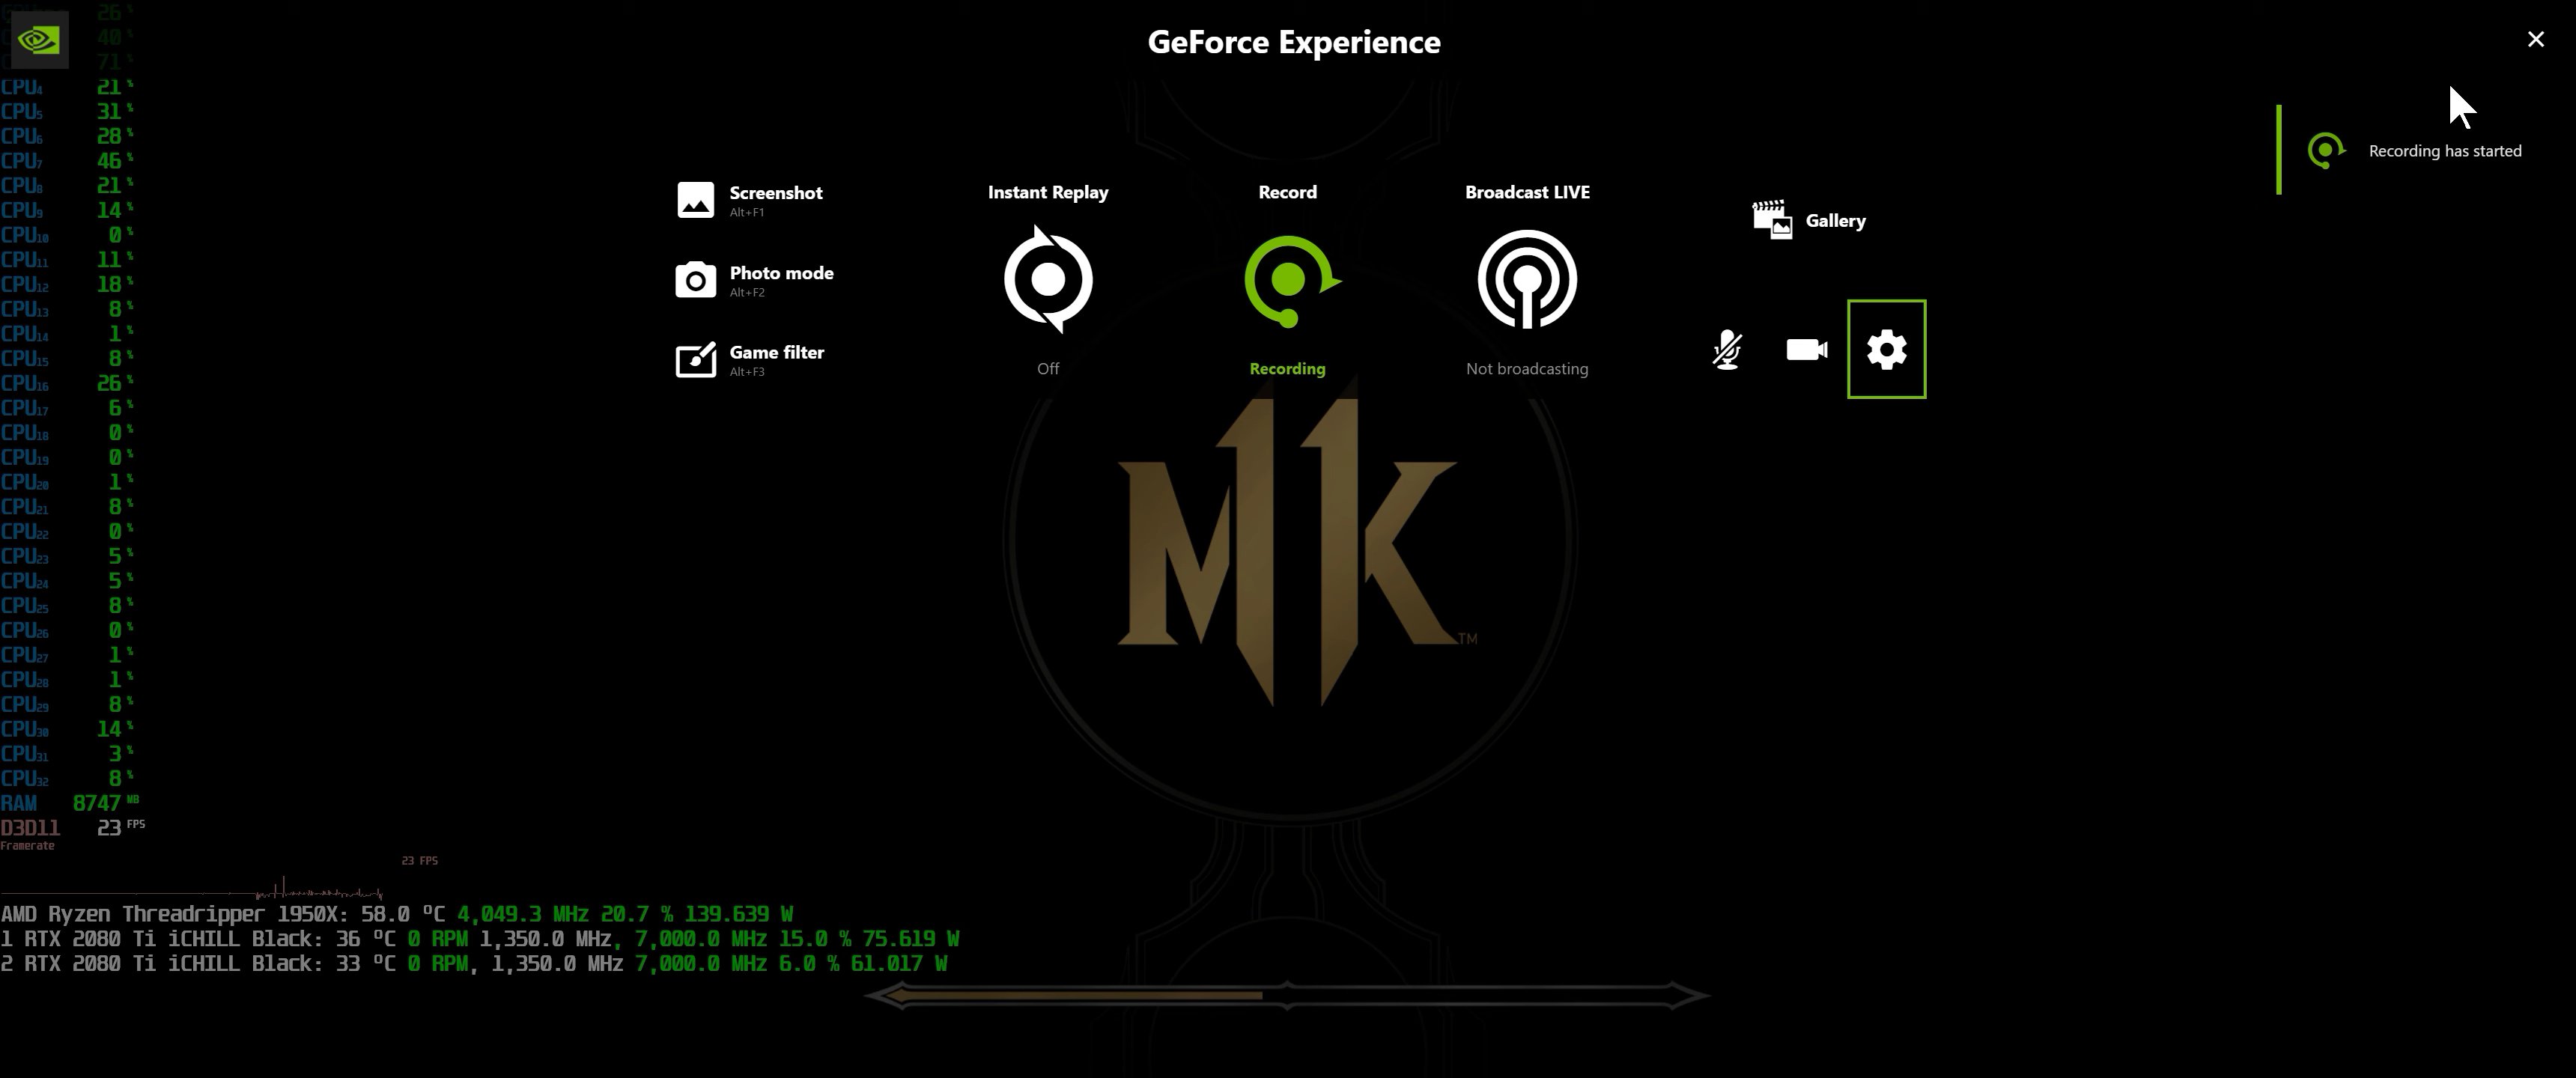 GeForce Experience
26 %
40 %
71 %
CPU4 21 %
CPU5 31 %
CPU6 28 %
CPU7 46 %
CPU8 21 %
CPU9 14 %
CPU10 0 %
CPU11 11 %
CPU12 18 %
CPU13 8 %
CPU14 1 %
CPU15 8 %
CPU16 26 %
CPU17 6 %
CPU18 0 %
CPU19 0 %
CPU20 1 %
CPU21 8 %
CPU22 0 %
CPU23 5 %
CPU24 5 %
CPU25 8 %
CPU26 0 %
CPU27 1 %
CPU28 1 %
CPU29 8 %
CPU30 14 %
CPU31 3 %
CPU32 8 %
RAM 8747 MB
D3D11 23 FPS
Framerate
23 FPS
AMD Ryzen Threadripper 1950X: 58.0 °C 4,049.3 MHz 20.7 % 139.639 W
1 RTX 2080 Ti iCHILL Black: 36 °C 0 RPM 1,350.0 MHz, 7,000.0 MHz 15.0 % 75.619 W
2 RTX 2080 Ti iCHILL Black: 33 °C 0 RPM, 1,350.0 MHz 7,000.0 MHz 6.0 % 61.017 W
Screenshot
Alt+F1
Photo mode
Alt+F2
Game filter
Alt+F3
Instant Replay
Off
Record
Recording
Broadcast LIVE
Not broadcasting
Gallery
Recording has started
M11K TM